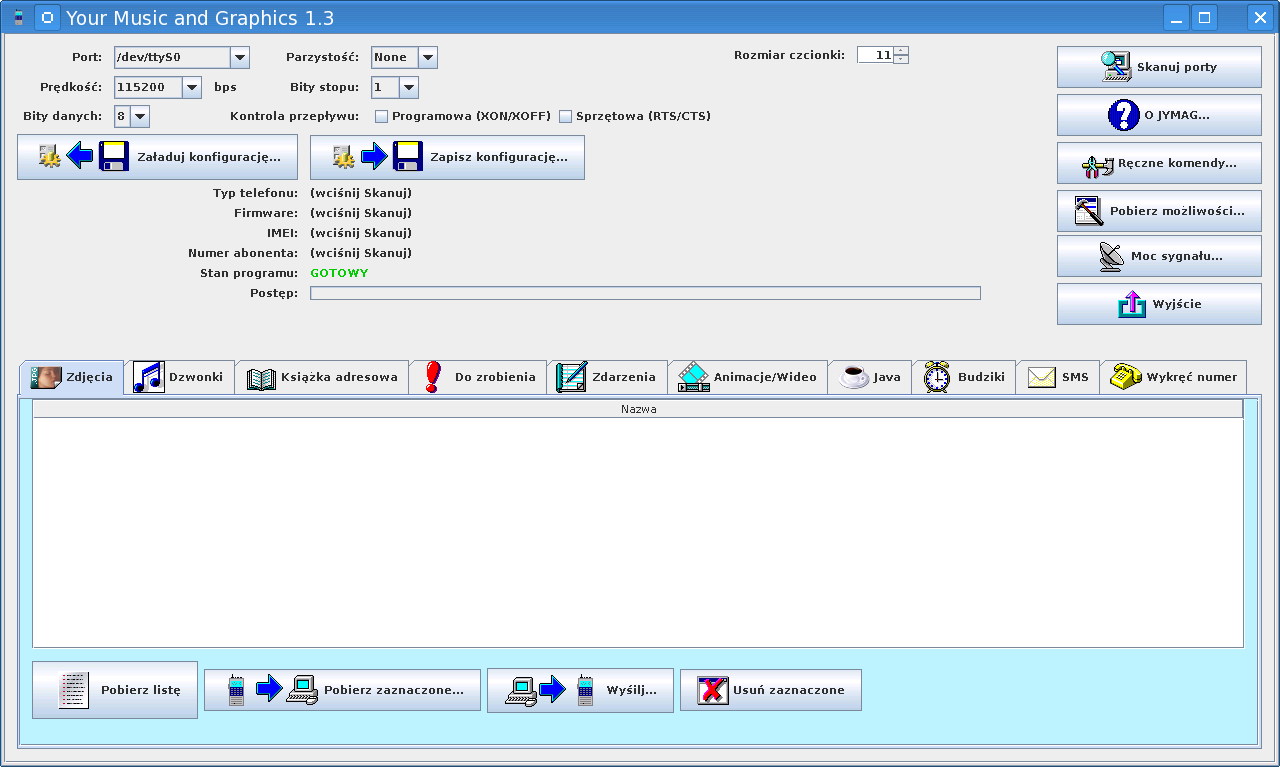 Your Music and Graphics 1.3
Port: /dev/ttyS0 Parzystość: None Rozmiar czcionki: 11
Prędkość: 115200 bps Bity stopu: 1
Bity danych: 8 Kontrola przepływu: Programowa (XON/XOFF) Sprzętowa (RTS/CTS)
Załaduj konfigurację... Zapisz konfigurację...
Typ telefonu: (wciśnij Skanuj)
Firmware: (wciśnij Skanuj)
IMEI: (wciśnij Skanuj)
Numer abonenta: (wciśnij Skanuj)
Stan programu: GOTOWY
Postęp:
Skanuj porty
O JYMAG...
Ręczne komendy...
Pobierz możliwości...
Moc sygnału...
Wyjście
Zdjęcia Dzwonki Książka adresowa Do zrobienia Zdarzenia Animacje/Wideo Java Budziki SMS Wykręć numer
Nazwa
Pobierz listę Pobierz zaznaczone... Wyślij... Usuń zaznaczone